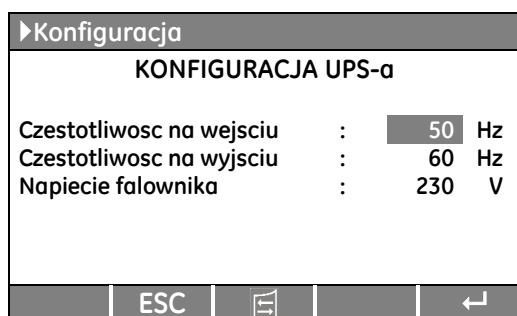 Konfiguracja
KONFIGURACJA UPS-a
Czestotliwosc na wejsciu : 50 Hz
Czestotliwosc na wyjsciu : 60 Hz
Napiecie falownika : 230 V
ESC